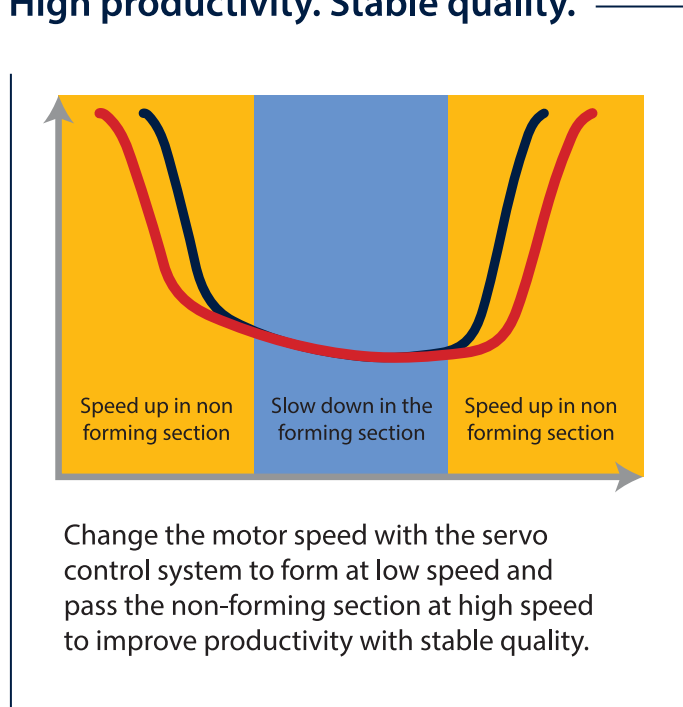 High productivity. Stable quality.
Speed up in non
forming section
Slow down in the
forming section
Speed up in non
forming section
Change the motor speed with the servo
control system to form at low speed and
pass the non-forming section at high speed
to improve productivity with stable quality.